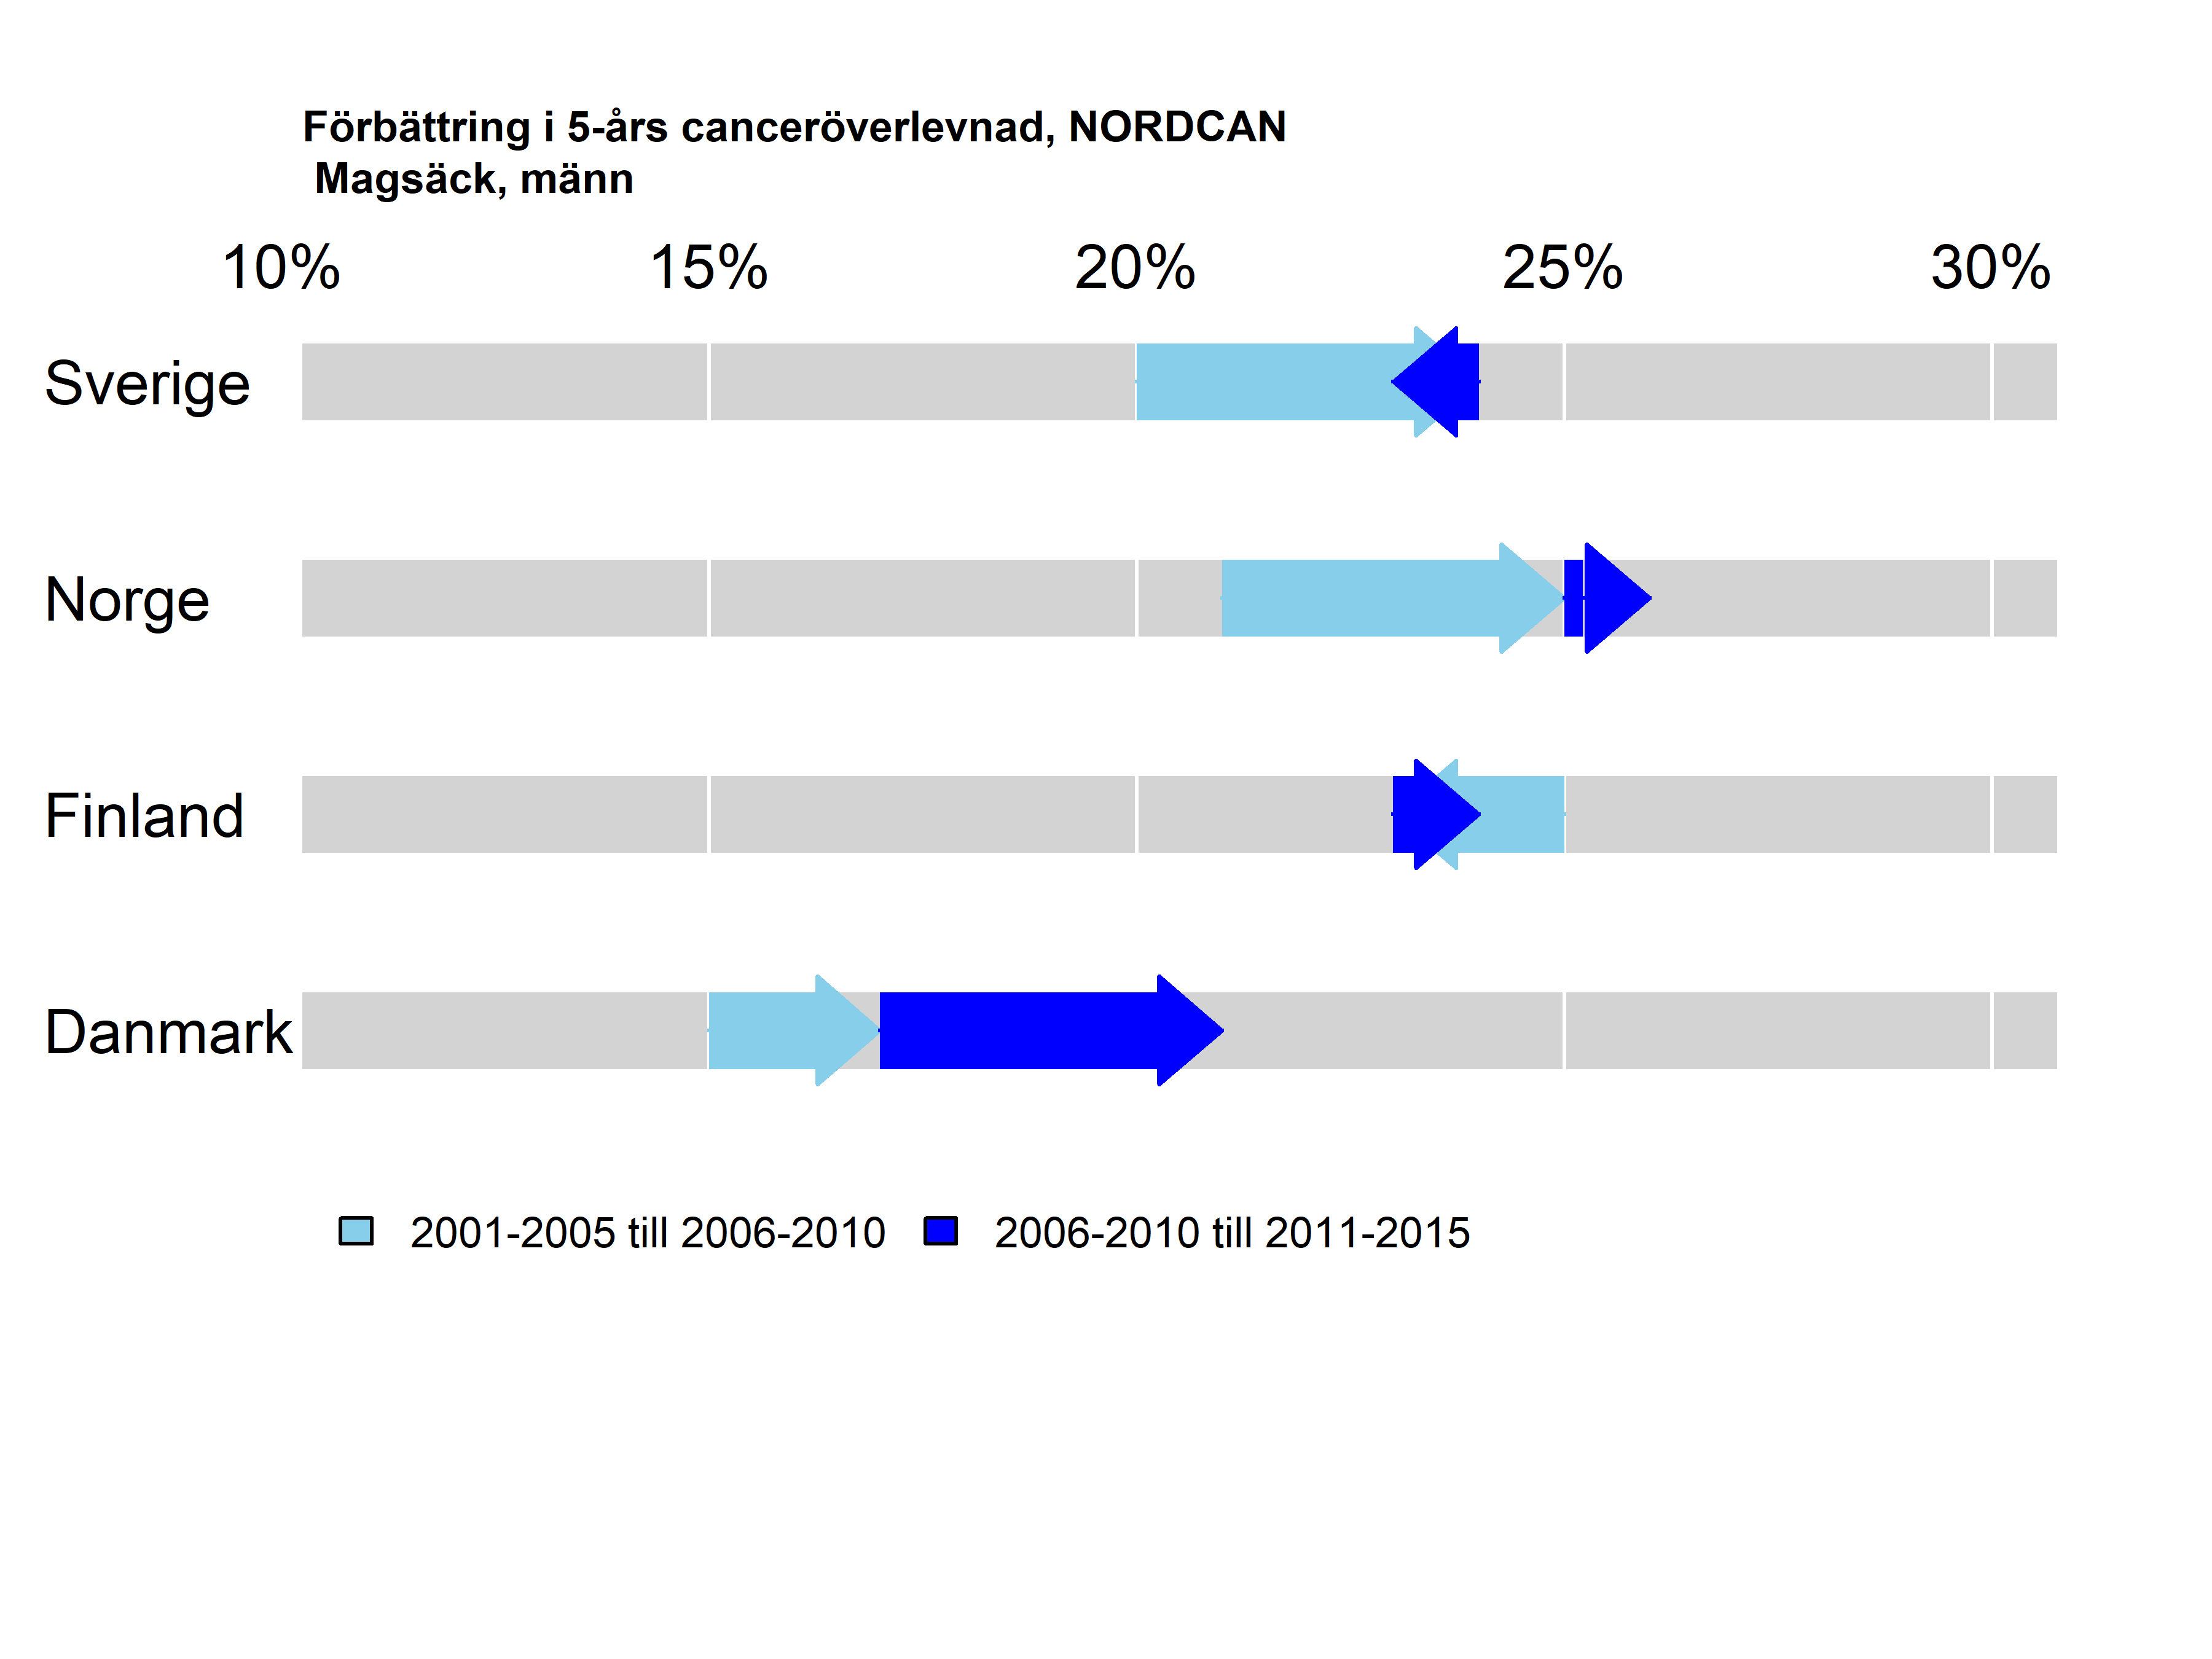 Förbättring i 5-års canceröverlevnad, NORDCAN
Magsäck, männ
10% 15% 20% 25% 30%
Sverige
Norge
Finland
Danmark
2001-2005 till 2006-2010 2006-2010 till 2011-2015